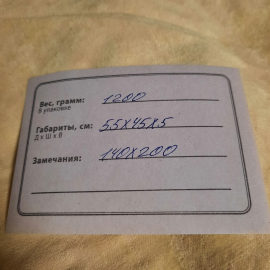 Вес, грамм: 1200
В упаковке
Габариты, см: 55х45х5
Д х Ш х В
Замечания: 140х200